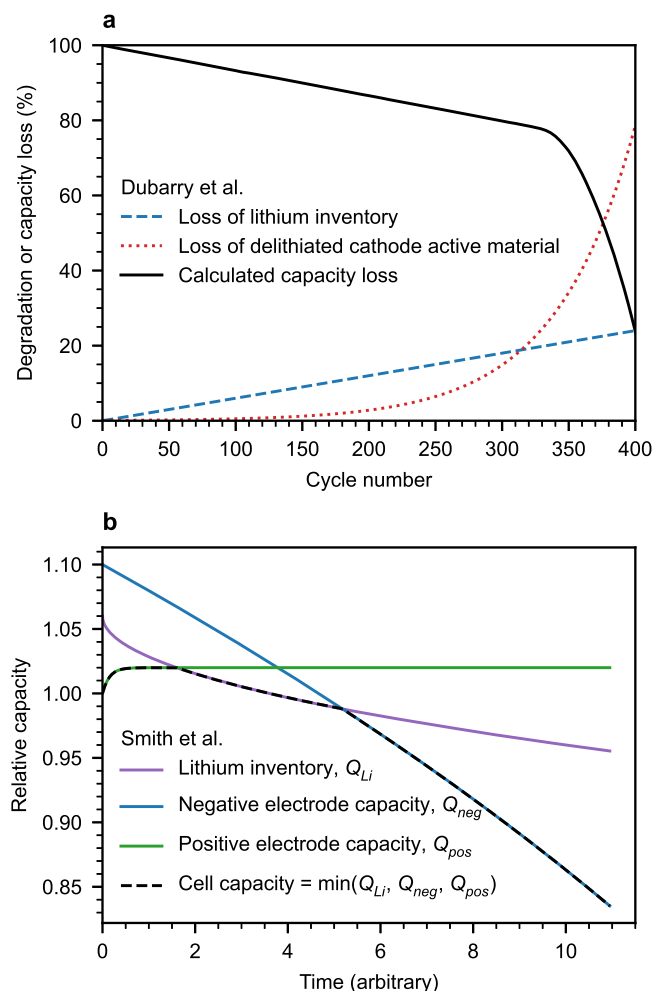 a
Degradation or capacity loss (%)
100
80
60
40
20
0
Dubarry et al.
Loss of lithium inventory
Loss of delithiated cathode active material
Calculated capacity loss
0 50 100 150 200 250 300 350 400
Cycle number
b
Relative capacity
1.10
1.05
1.00
0.95
0.90
0.85
Smith et al.
Lithium inventory, Q_Li
Negative electrode capacity, Q_neg
Positive electrode capacity, Q_pos
Cell capacity = min(Q_Li, Q_neg, Q_pos)
0 2 4 6 8 10
Time (arbitrary)